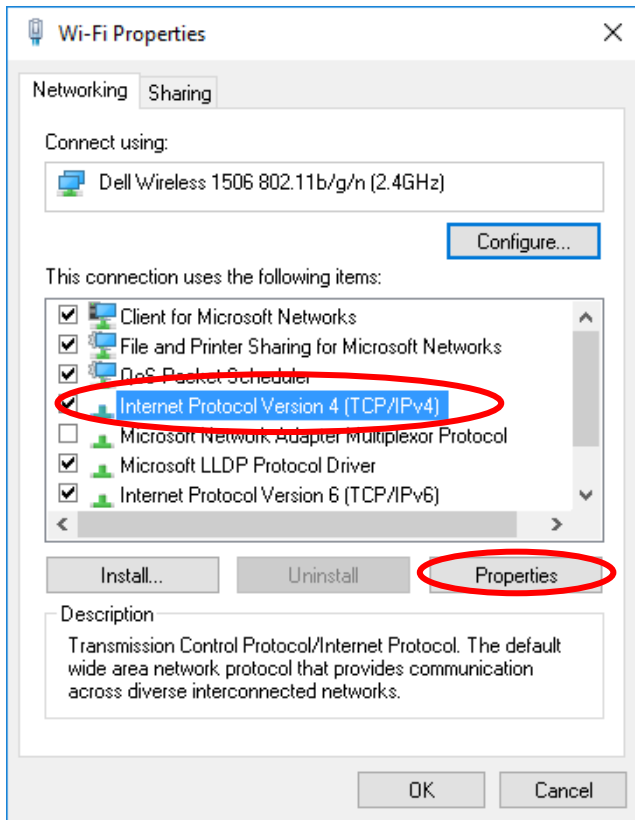 Wi-Fi Properties
Networking
Sharing
Connect using:
Dell Wireless 1506 802.11b/g/n (2.4GHz)
Configure...
This connection uses the following items:
Client for Microsoft Networks
File and Printer Sharing for Microsoft Networks
QoS Packet Scheduler
Internet Protocol Version 4 (TCP/IPv4)
Microsoft Network Adapter Multiplexor Protocol
Microsoft LLDP Protocol Driver
Internet Protocol Version 6 (TCP/IPv6)
Install...
Uninstall
Properties
Description
Transmission Control Protocol/Internet Protocol. The default
wide area network protocol that provides communication
across diverse interconnected networks.
OK
Cancel